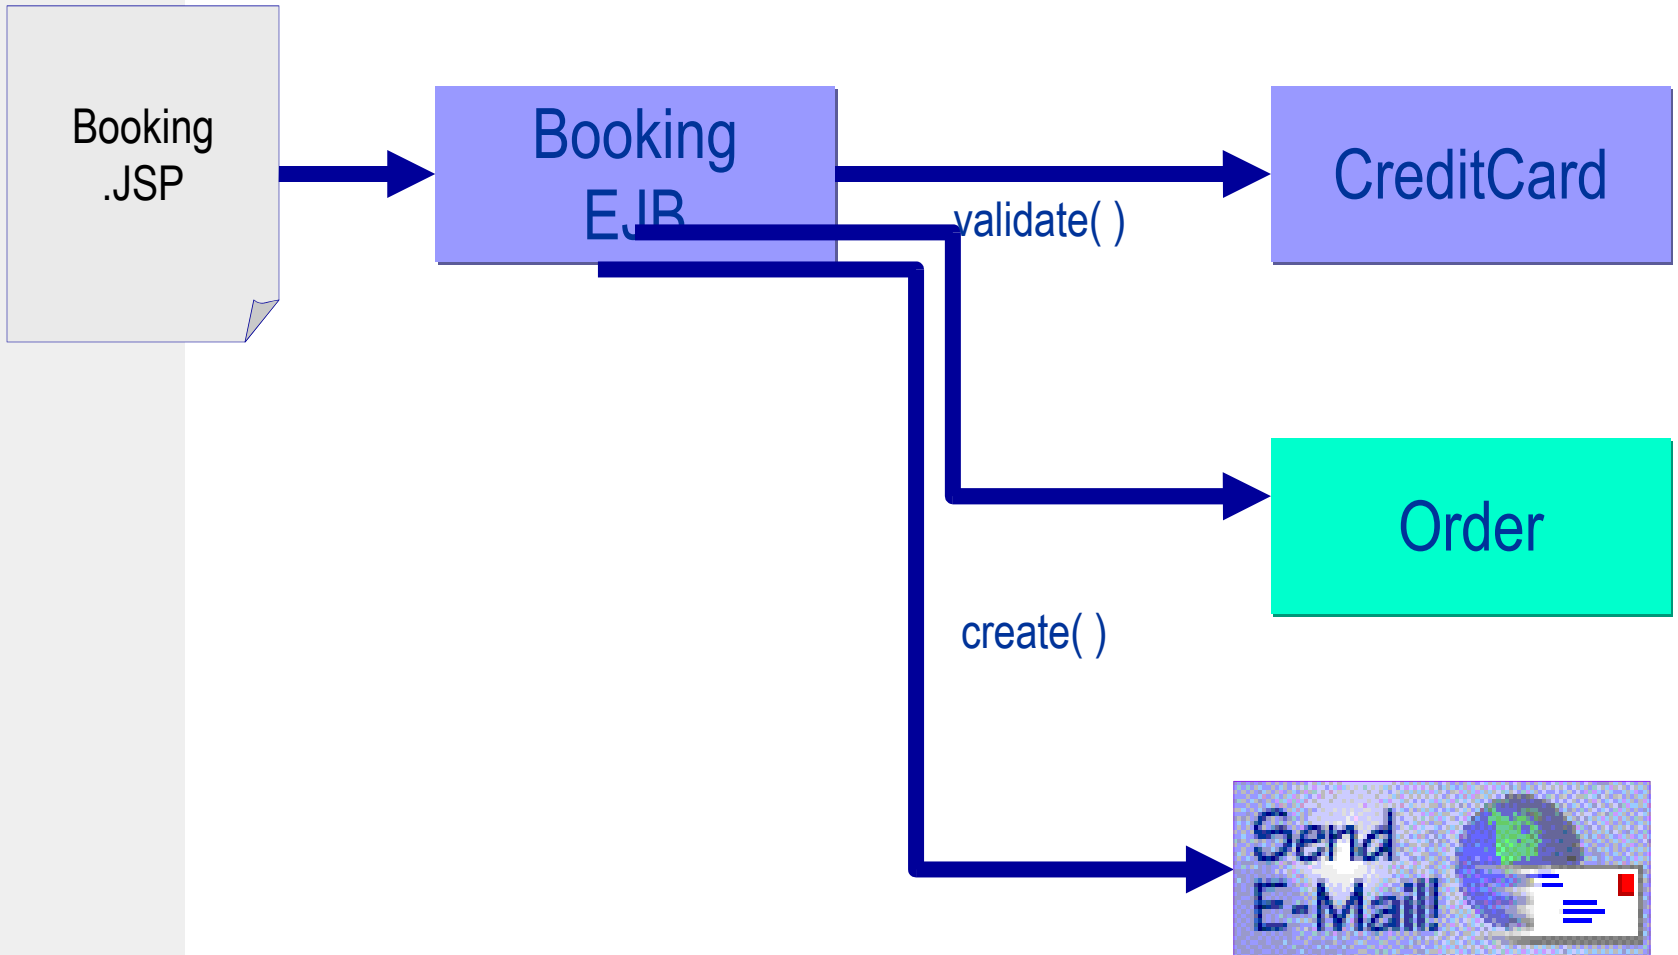 Booking
.JSP
Booking
EJB
CreditCard
validate( )
Order
create( )
Send
E-Mail!